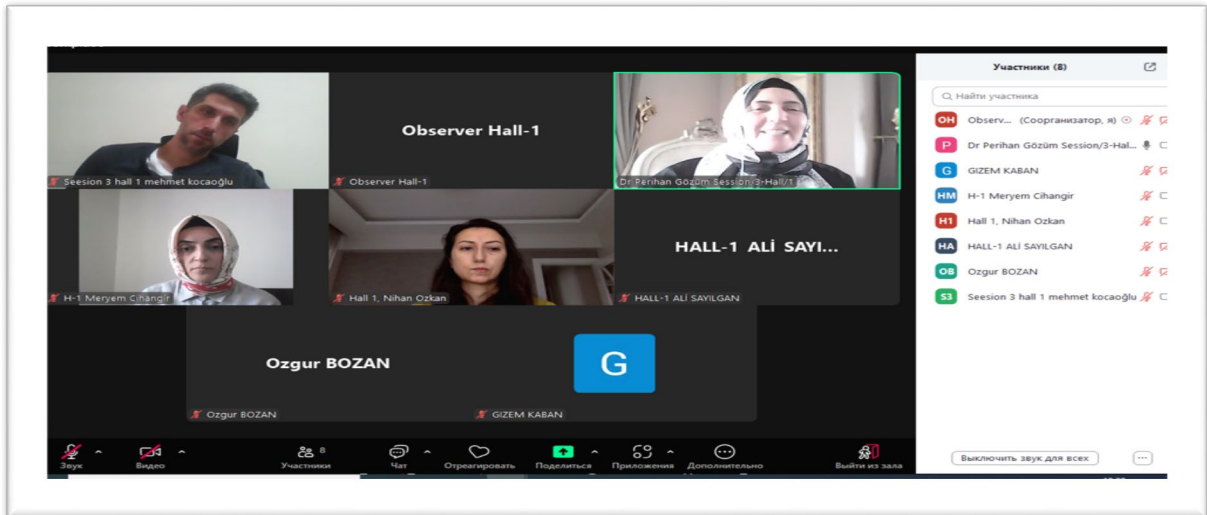 Observer Hall-1
Seesion 3 hall 1 mehmet kocaoğlu
Observer Hall-1
Dr Perihan Gözüm Session/3-Hall/1
HALL-1 ALİ SAYI...
H-1 Meryem Cihangir
Hall 1, Nihan Ozkan
HALL-1 ALİ SAYILGAN
Ozgur BOZAN
G
Ozgur BOZAN
GIZEM KABAN
Звук
Видео
8
Участники
Чат
Отреагировать
Поделиться
Приложения
Дополнительно
Выйти из зала
Участники (8)
Найти участника
OH Observ... (Соорганизатор, я)
P Dr Perihan Gözüm Session/3-Hal...
G GIZEM KABAN
HM H-1 Meryem Cihangir
H1 Hall 1, Nihan Ozkan
HA HALL-1 ALİ SAYILGAN
OB Ozgur BOZAN
S3 Seesion 3 hall 1 mehmet kocaoğlu
Выключить звук для всех